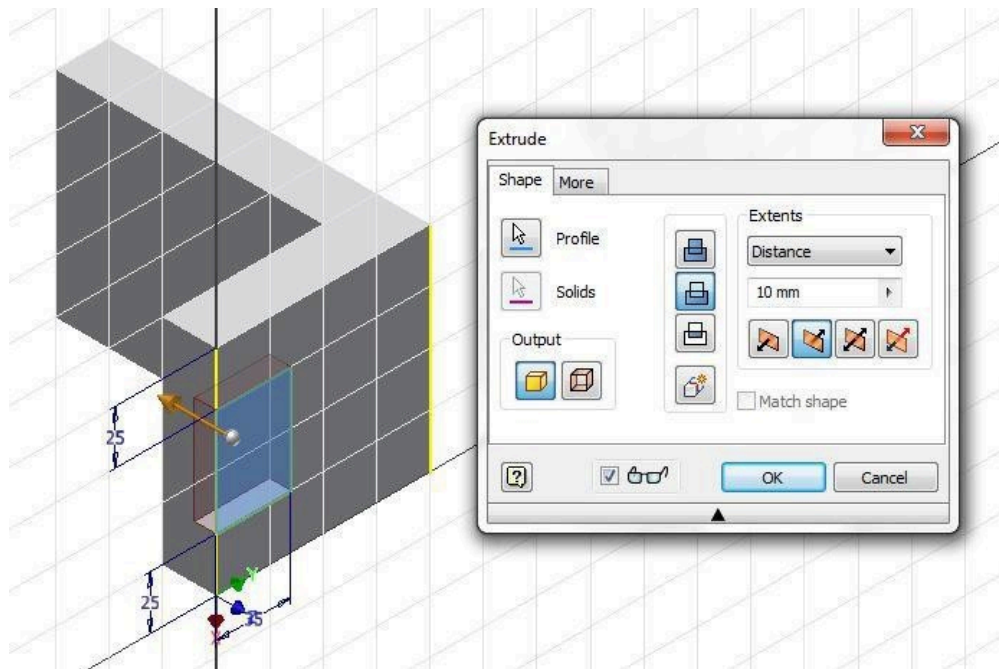 Extrude
Shape More
Profile
Solids
Output
Extents
Distance
10 mm
Match shape
OK
Cancel
25
25
35